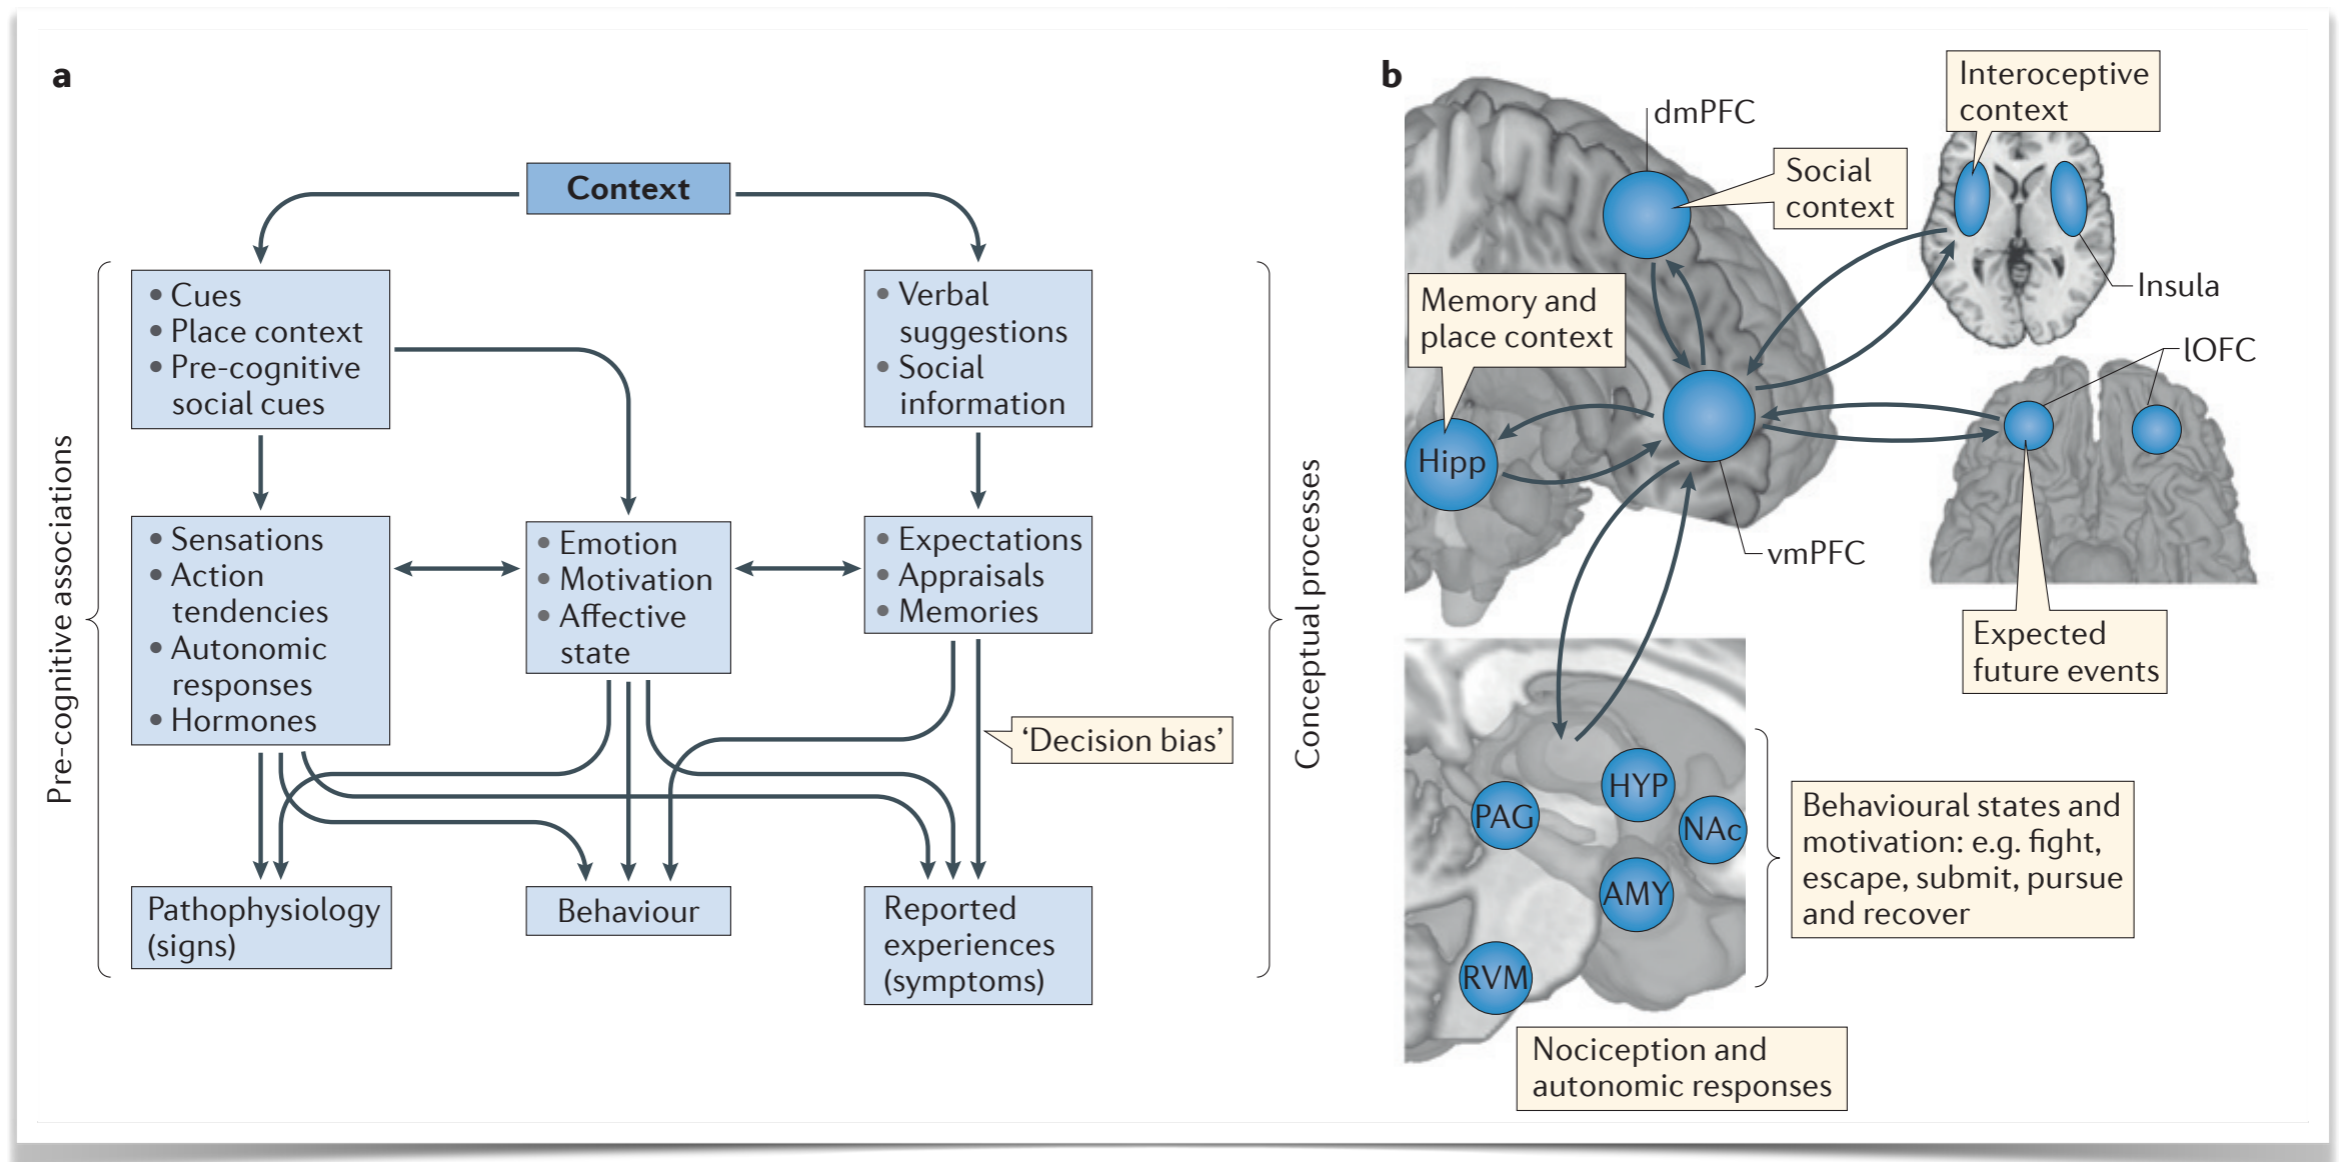 a
Context
• Cues
• Place context
• Pre-cognitive
social cues
• Verbal
suggestions
• Social
information
Pre-cognitive associations
• Sensations
• Action
tendencies
• Autonomic
responses
• Hormones
• Emotion
• Motivation
• Affective
state
• Expectations
• Appraisals
• Memories
Conceptual processes
‘Decision bias’
Pathophysiology
(signs)
Behaviour
Reported
experiences
(symptoms)
b
dmPFC
Interoceptive
context
Social
context
Memory and
place context
Insula
lOFC
Hipp
vmPFC
Expected
future events
HYP
PAG
NAc
AMY
RVM
Behavioural states and
motivation: e.g. fight,
escape, submit, pursue
and recover
Nociception and
autonomic responses